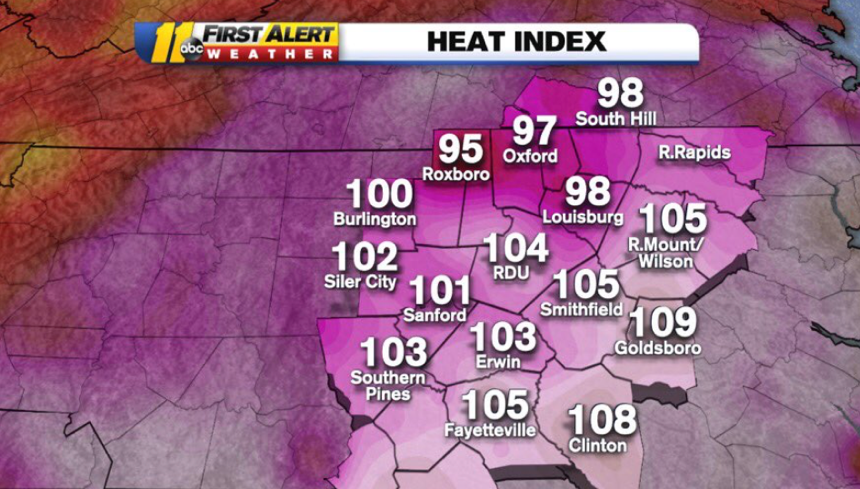 11
abc
FIRST ALERT
WEATHER
HEAT INDEX
98
South Hill
97
Oxford
95
Roxboro
R.Rapids
100
Burlington
98
Louisburg
105
R.Mount/
Wilson
102
Siler City
104
RDU
101
Sanford
105
Smithfield
109
Goldsboro
103
Southern
Pines
103
Erwin
105
Fayetteville
108
Clinton